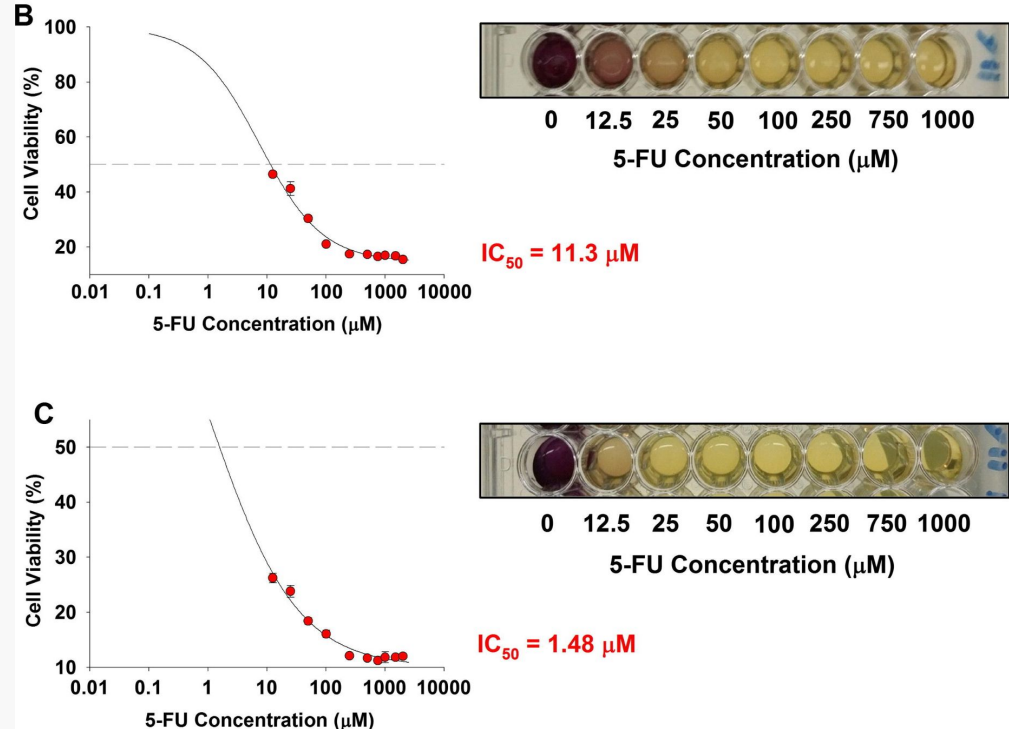 B
100
80
60
40
20
Cell Viability (%)
0.01 0.1 1 10 100 1000 10000
5-FU Concentration (µM)
0 12.5 25 50 100 250 750 1000
5-FU Concentration (µM)
IC50 = 11.3 µM
C
50
40
30
20
10
Cell Viability (%)
0.01 0.1 1 10 100 1000 10000
5-FU Concentration (µM)
0 12.5 25 50 100 250 750 1000
5-FU Concentration (µM)
IC50 = 1.48 µM